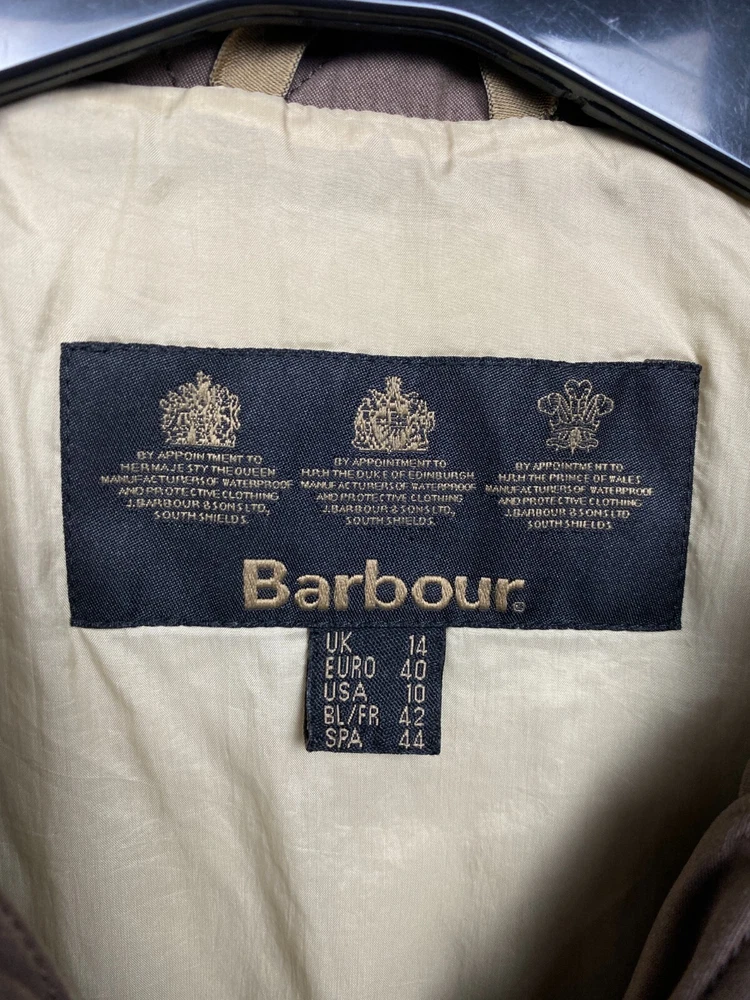 BY APPOINTMENT TO
HER MAJESTY THE QUEEN
MANUFACTURERS OF WATERPROOF
AND PROTECTIVE CLOTHING
J.BARBOUR & SONS LTD,
SOUTH SHIELDS.
BY APPOINTMENT TO
H.R.H THE DUKE OF EDINBURGH
MANUFACTURERS OF WATERPROOF
AND PROTECTIVE CLOTHING
J.BARBOUR & SONS LTD,
SOUTH SHIELDS.
BY APPOINTMENT TO
H.R.H THE PRINCE OF WALES
MANUFACTURERS OF WATERPROOF
AND PROTECTIVE CLOTHING
J.BARBOUR & SONS LTD,
SOUTH SHIELDS.
Barbour®
UK 14
EURO 40
USA 10
BL/FR 42
SPA 44